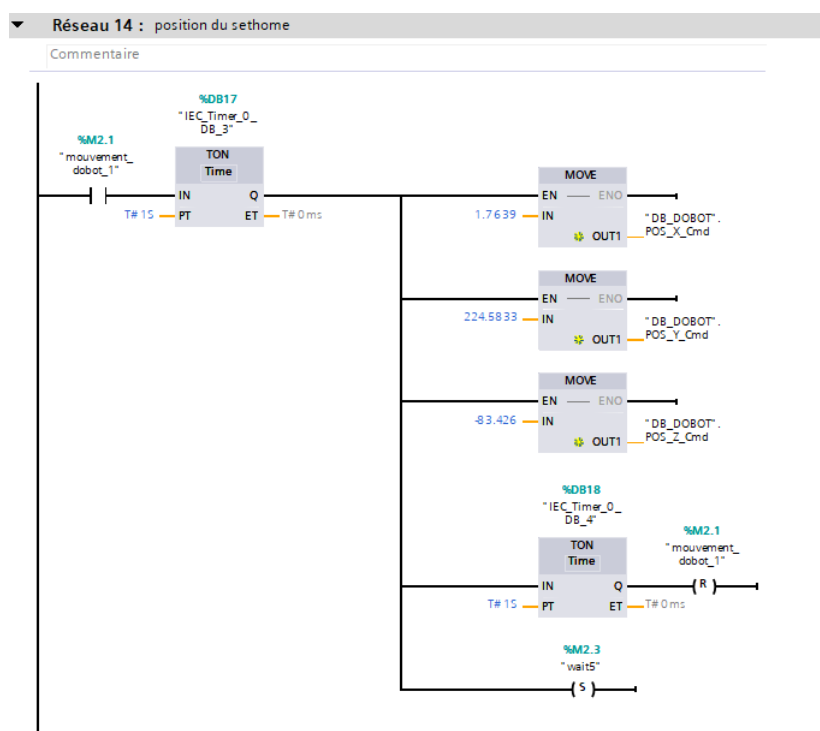 Réseau 14 : position du sethome
Commentaire
%DB17
"IEC_Timer_0_
DB_3"
%M2.1
"mouvement_
dobot_1"
TON
Time
IN Q
T#1S PT ET T#0ms
MOVE
EN ENO
1.7639 IN
OUT1
"DB_DOBOT".
POS_X_Cmd
MOVE
EN ENO
224.5833 IN
OUT1
"DB_DOBOT".
POS_Y_Cmd
MOVE
EN ENO
-83.426 IN
OUT1
"DB_DOBOT".
POS_Z_Cmd
%DB18
"IEC_Timer_0_
DB_4"
TON
Time
IN Q
T#1S PT ET T#0ms
%M2.1
"mouvement_
dobot_1"
R
%M2.3
"wait5"
S